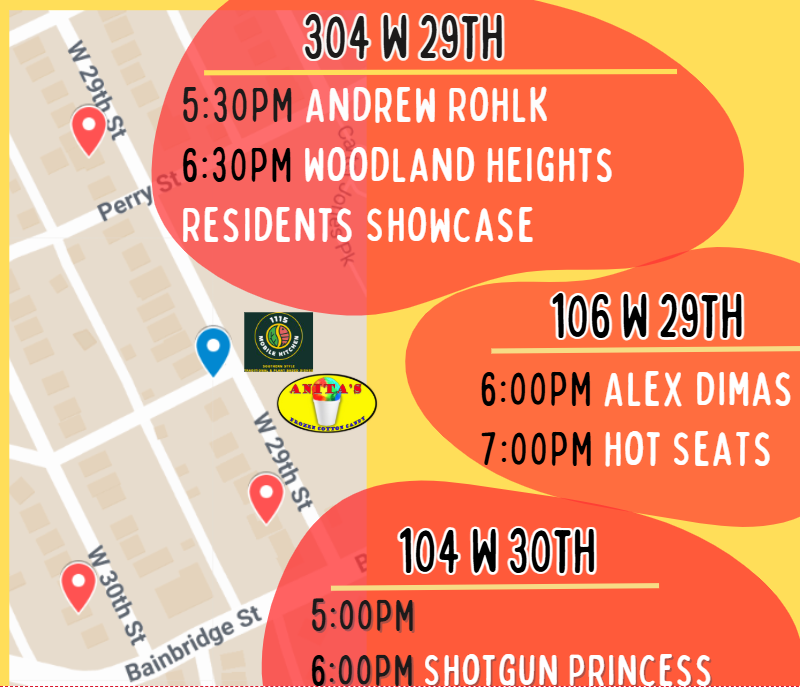 304 W 29TH
5:30PM ANDREW ROHLK
6:30PM WOODLAND HEIGHTS
RESIDENTS SHOWCASE
106 W 29TH
6:00PM ALEX DIMAS
7:00PM HOT SEATS
104 W 30TH
5:00PM
6:00PM SHOTGUN PRINCESS
W 29th St
Perry St
Pk
1115
MOBILE KITCHEN
ANITA'S
FROZEN COTTON CANDY
W 29th St
W 30th St
Bainbridge St